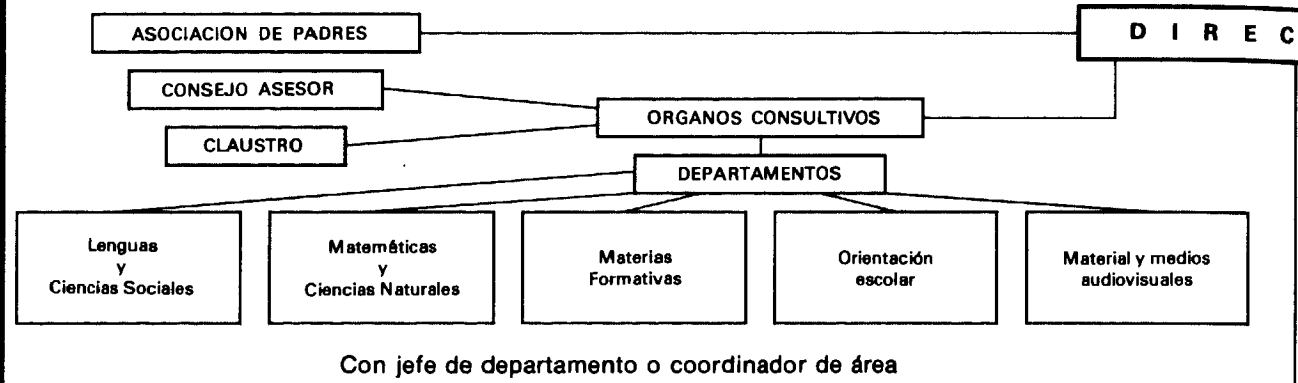 ASOCIACION DE PADRES
D I R E C
CONSEJO ASESOR
ORGANOS CONSULTIVOS
CLAUSTRO
DEPARTAMENTOS
Lenguas
y
Ciencias Sociales
Matemáticas
y
Ciencias Naturales
Materias
Formativas
Orientación
escolar
Material y medios
audiovisuales
Con jefe de departamento o coordinador de área